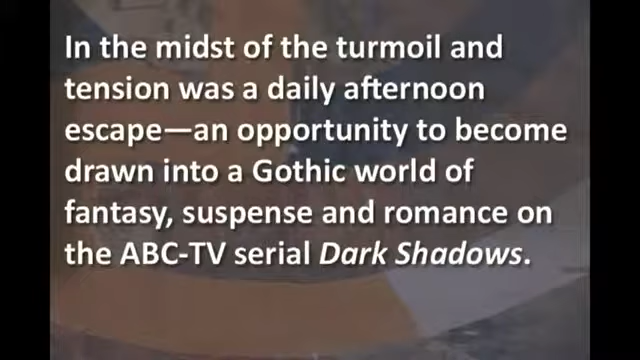 In the midst of the turmoil and
tension was a daily afternoon
escape—an opportunity to become
drawn into a Gothic world of
fantasy, suspense and romance on
the ABC-TV serial Dark Shadows.